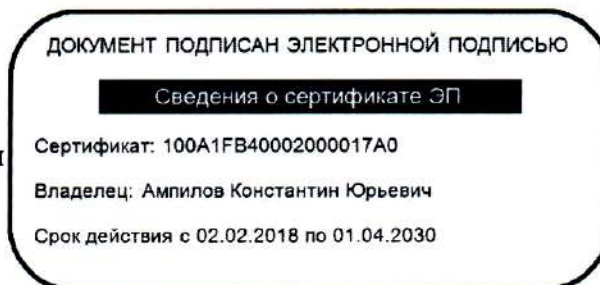 ДОКУМЕНТ ПОДПИСАН ЭЛЕКТРОННОЙ ПОДПИСЬЮ
Сведения о сертификате ЭП
Сертификат: 100A1FB40002000017A0
Владелец: Ампилов Константин Юрьевич
Срок действия с 02.02.2018 по 01.04.2030